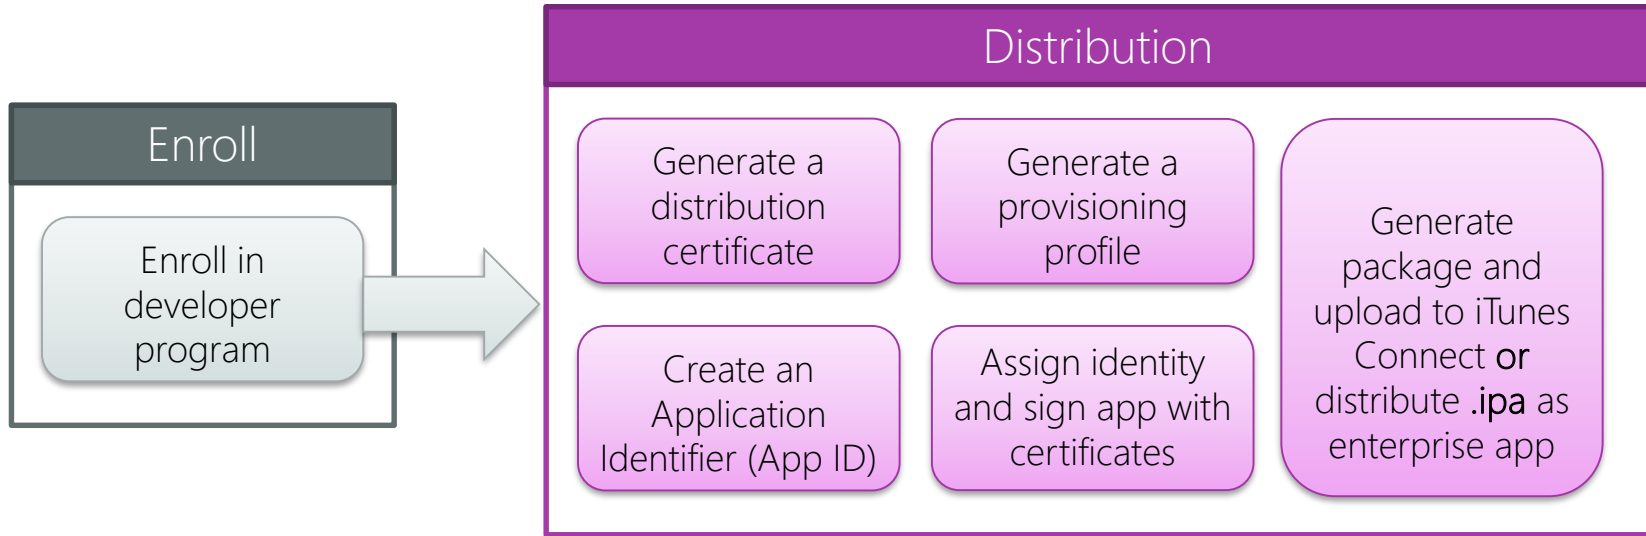 Enroll
Enroll in
developer
program
Distribution
Generate a
distribution
certificate
Create an
Application
Identifier (App ID)
Generate a
provisioning
profile
Assign identity
and sign app with
certificates
Generate
package and
upload to iTunes
Connect or
distribute .ipa as
enterprise app